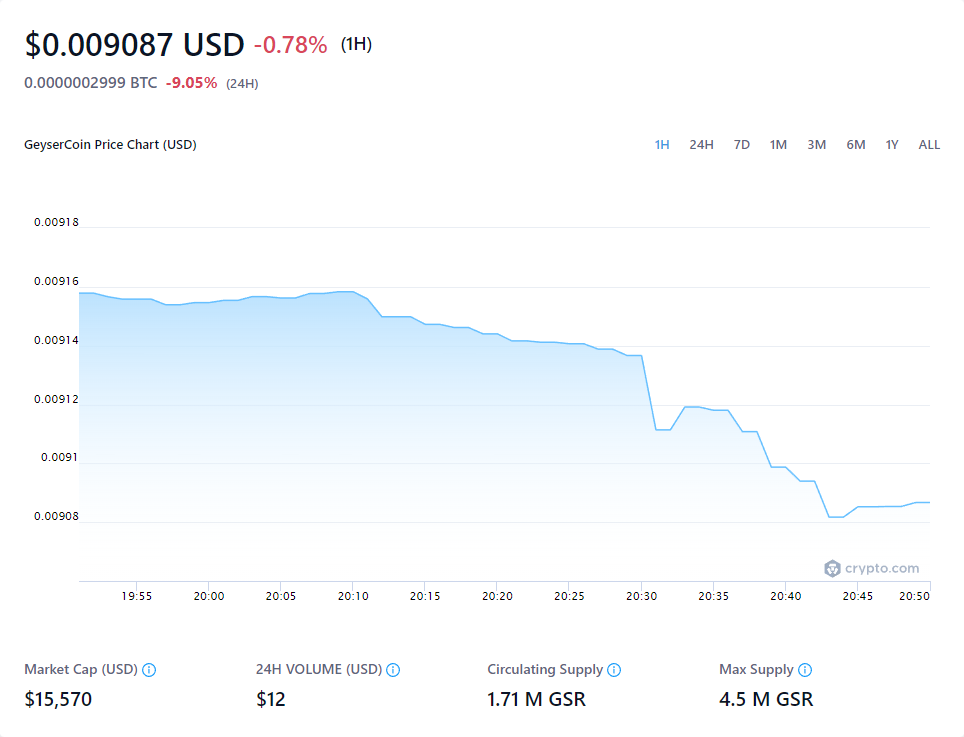 $0.009087 USD -0.78% (1H)
0.0000002999 BTC -9.05% (24H)
GeyserCoin Price Chart (USD) 1H 24H 7D 1M 3M 6M 1Y ALL
0.00918
0.00916
0.00914
0.00912
0.0091
0.00908
crypto.com
19:55 20:00 20:05 20:10 20:15 20:20 20:25 20:30 20:35 20:40 20:45 20:50
Market Cap (USD) 24H VOLUME (USD) Circulating Supply Max Supply
$15,570 $12 1.71 M GSR 4.5 M GSR